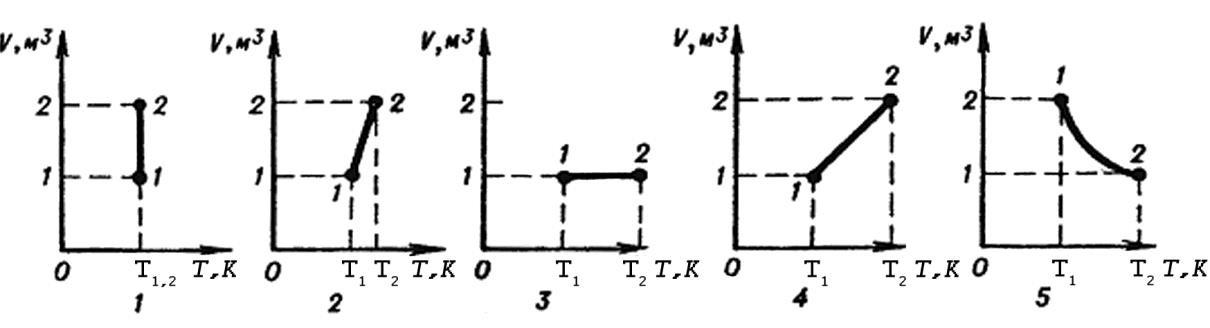 V, м³ V, м³ V, м³ V, м³ V, м³
2 2 2 2 2 2 2 1
1 1 1 1 1 1 2 1 1 1 2
0 T₁,₂ T, К 0 T₁ T₂ T, К 0 T₁ T₂ T, К 0 T₁ T₂ T, К 0 T₁ T₂ T, К
1 2 3 4 5